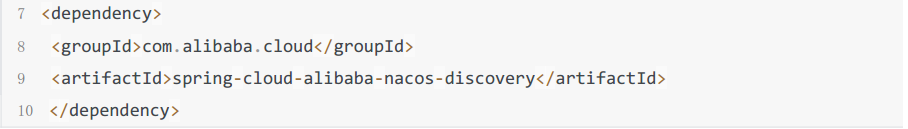 7 <dependency>
8 <groupId>com.alibaba.cloud</groupId>
9 <artifactId>spring-cloud-alibaba-nacos-discovery</artifactId>
10 </dependency>